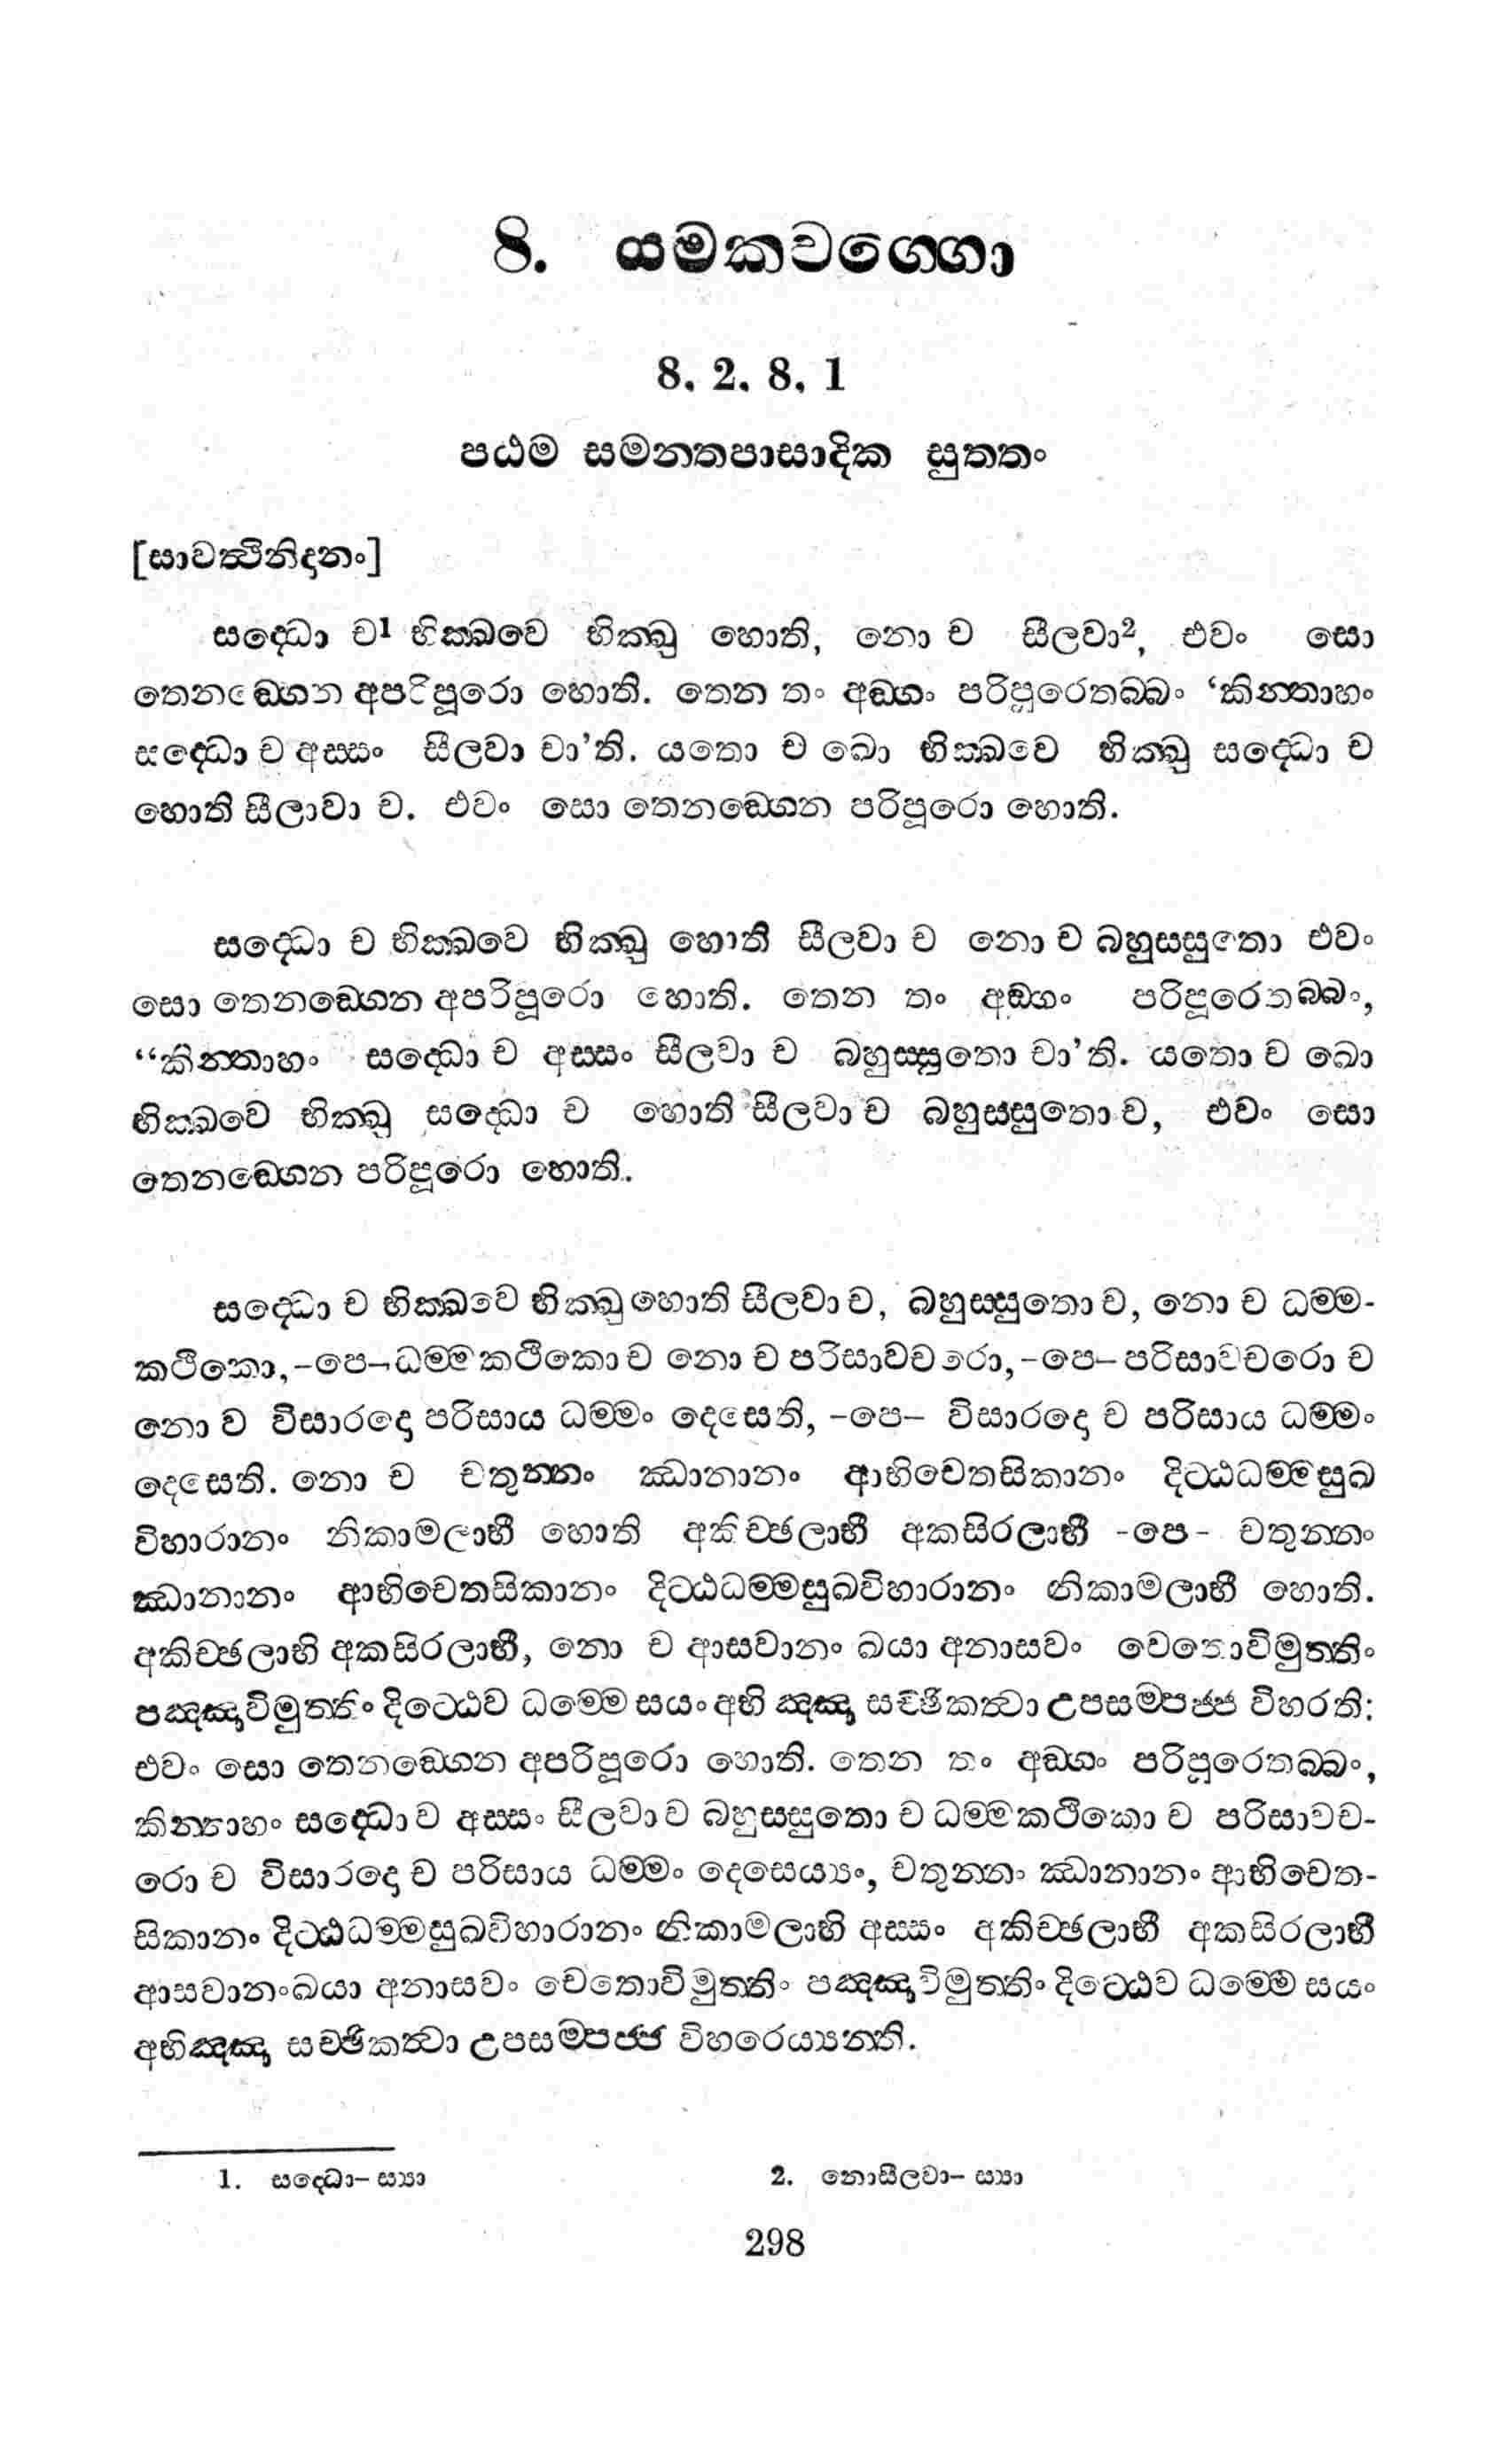 8. යමකවග්ගො
8. 2. 8. 1
පඨම සමන්තපාසාදික සුත්තං
[සාවත්ථිනිදානං]
සද්ධො ච1 භික්ඛවෙ භික්ඛු හොති, නො ච සීලවා2, එවං සො
තෙනඞ්ගෙන අපරිපූරො හොති. තෙන තං අඞ්ගං පරිපූරෙතබ්බං ‘කින්තාහං
සද්ධො ච අස්සං සීලවා චා’ති. යතො ච ඛො භික්ඛවෙ භික්ඛු සද්ධො ච
හොති සීලාවා ච. එවං සො තෙනඞ්ගෙන පරිපූරො හොති.
සද්ධො ච භික්ඛවෙ භික්ඛු හොති සීලවා ච නො ච බහුස්සුතො එවං
සො තෙනඞ්ගෙන අපරිපූරො හොති. තෙන තං අඞ්ගං පරිපූරෙතබ්බං,
“කින්තාහං සද්ධො ච අස්සං සීලවා ච බහුස්සුතො චා’ති. යතො ච ඛො
භික්ඛවෙ භික්ඛු සද්ධො ච හොති සීලවා ච බහුස්සුතො ච, එවං සො
තෙනඞ්ගෙන පරිපූරො හොති.
සද්ධො ච භික්ඛවෙ භික්ඛු හොති සීලවා ච, බහුස්සුතො ච, නො ච ධම්ම-
කථිකො, -පෙ- ධම්මකථිකො ච නො ච පරිසාවචරො, -පෙ- පරිසාවචරො ච
නො ච විසාරදො පරිසාය ධම්මං දෙසෙති, -පෙ- විසාරදො ච පරිසාය ධම්මං
දෙසෙති. නො ච චතුන්නං ඣානානං ආභිචෙතසිකානං දිට්ඨධම්මසුඛ
විහාරානං නිකාමලාභී හොති අකිච්ඡලාභී අකසිරලාභී -පෙ- චතුන්නං
ඣානානං ආභිචෙතසිකානං දිට්ඨධම්මසුඛවිහාරානං නිකාමලාභී හොති.
අකිච්ඡලාභි අකසිරලාභී, නො ච ආසවානං ඛයා අනාසවං චෙතොවිමුත්තිං
පඤ්ඤාවිමුත්තිං දිට්ඨෙව ධම්මෙ සයං අභිඤ්ඤා සච්ඡිකත්වා උපසම්පජ්ජ විහරති:
එවං සො තෙනඞ්ගෙන අපරිපූරො හොති. තෙන තං අඞ්ගං පරිපූරෙතබ්බං,
කින්ත්‍යාහං සද්ධො ච අස්සං සීලවා ච බහුස්සුතො ච ධම්මකථිකො ච පරිසාවච-
රො ච විසාරදො ච පරිසාය ධම්මං දෙසෙය්‍යං, චතුන්නං ඣානානං ආභිචෙත-
සිකානං දිට්ඨධම්මසුඛවිහාරානං නිකාමලාභි අස්සං අකිච්ඡලාභී අකසිරලාභී
ආසවානංඛයා අනාසවං චෙතොවිමුත්තිං පඤ්ඤාවිමුත්තිං දිට්ඨෙව ධම්මෙ සයං
අභිඤ්ඤා සච්ඡිකත්වා උපසම්පජ්ජ විහරෙය්‍යන්ති.
1. සද්ධො- ස්‍යා 2. නොසීලවා- ස්‍යා
298